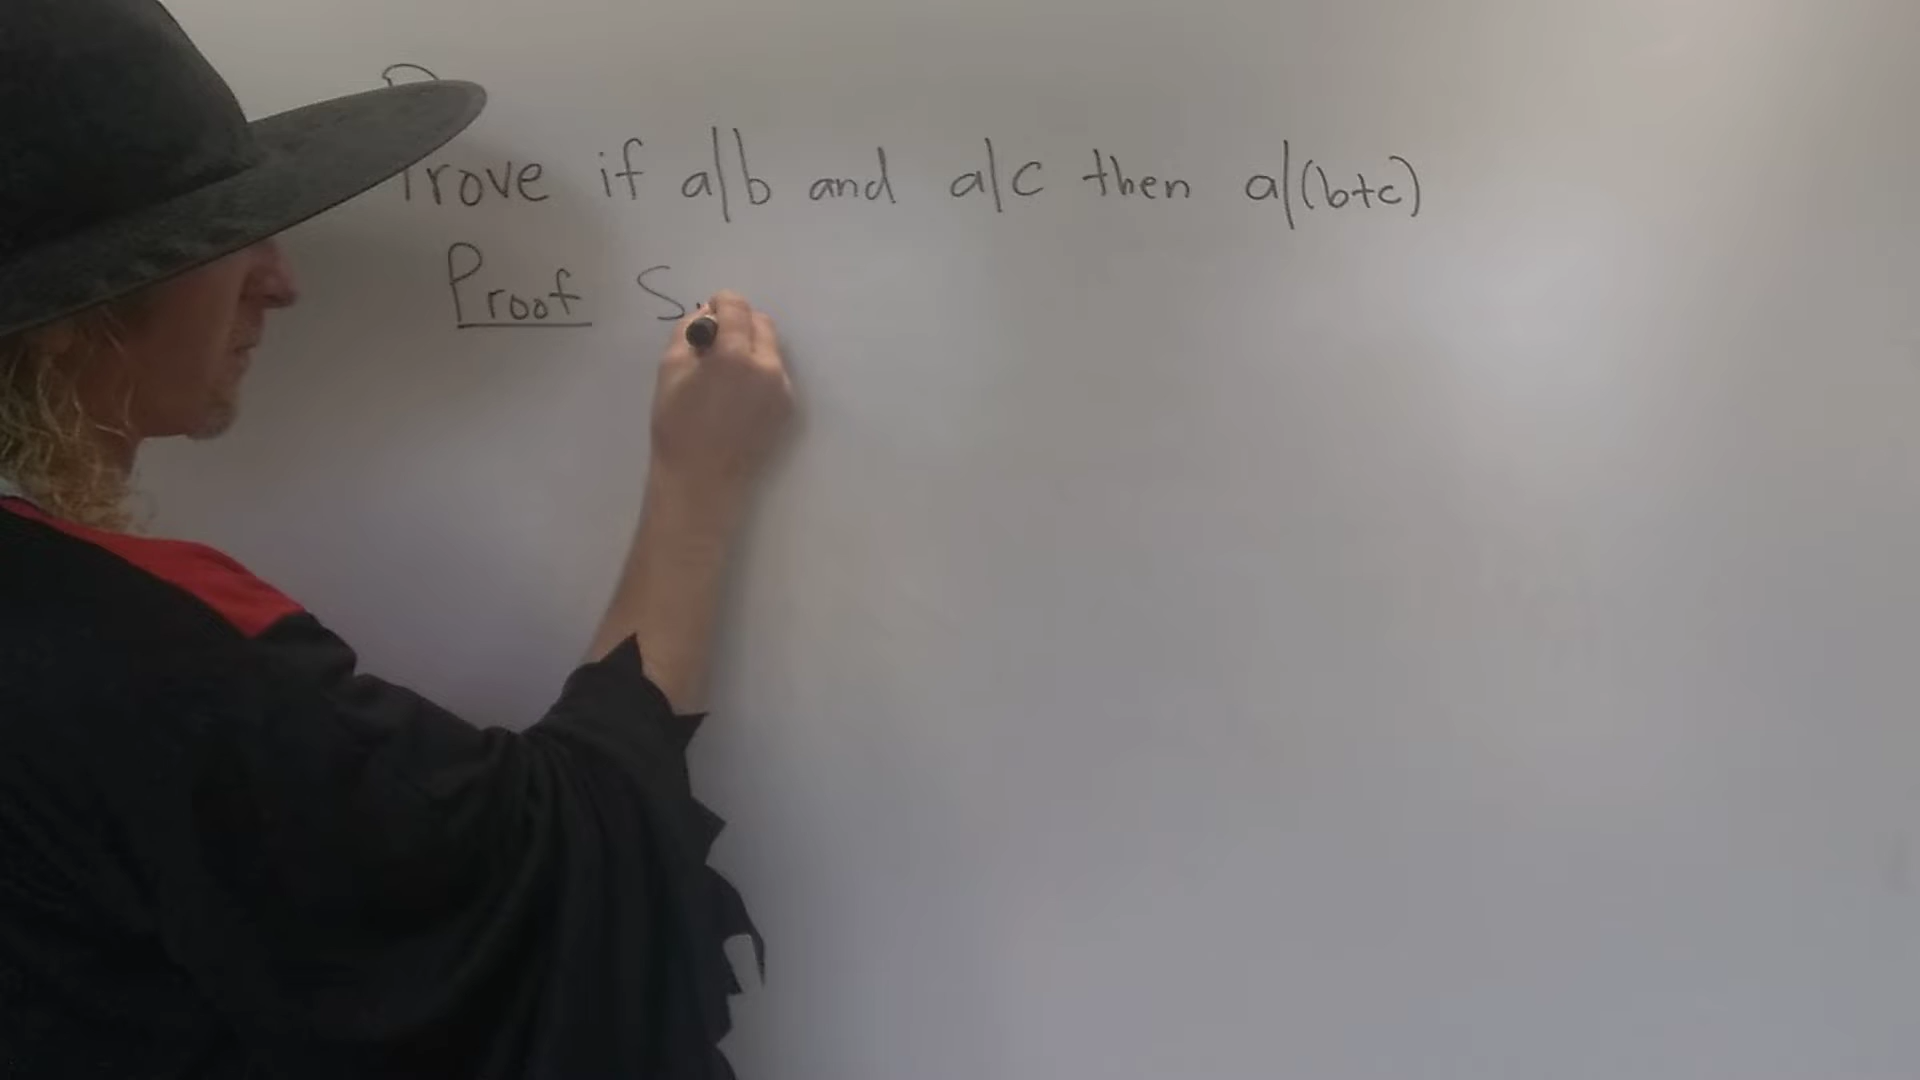 Prove if a|b and a|c then a|(b+c)
Proof